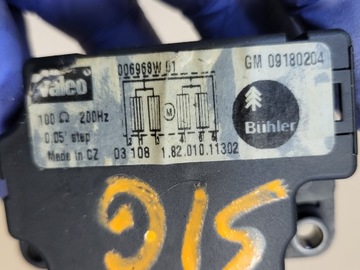 Valeo 006968W 01 GM 09180204
100 Ω 200Hz
0.05° step
Made in CZ 03 108 1.82.010.11302
M
Bühler